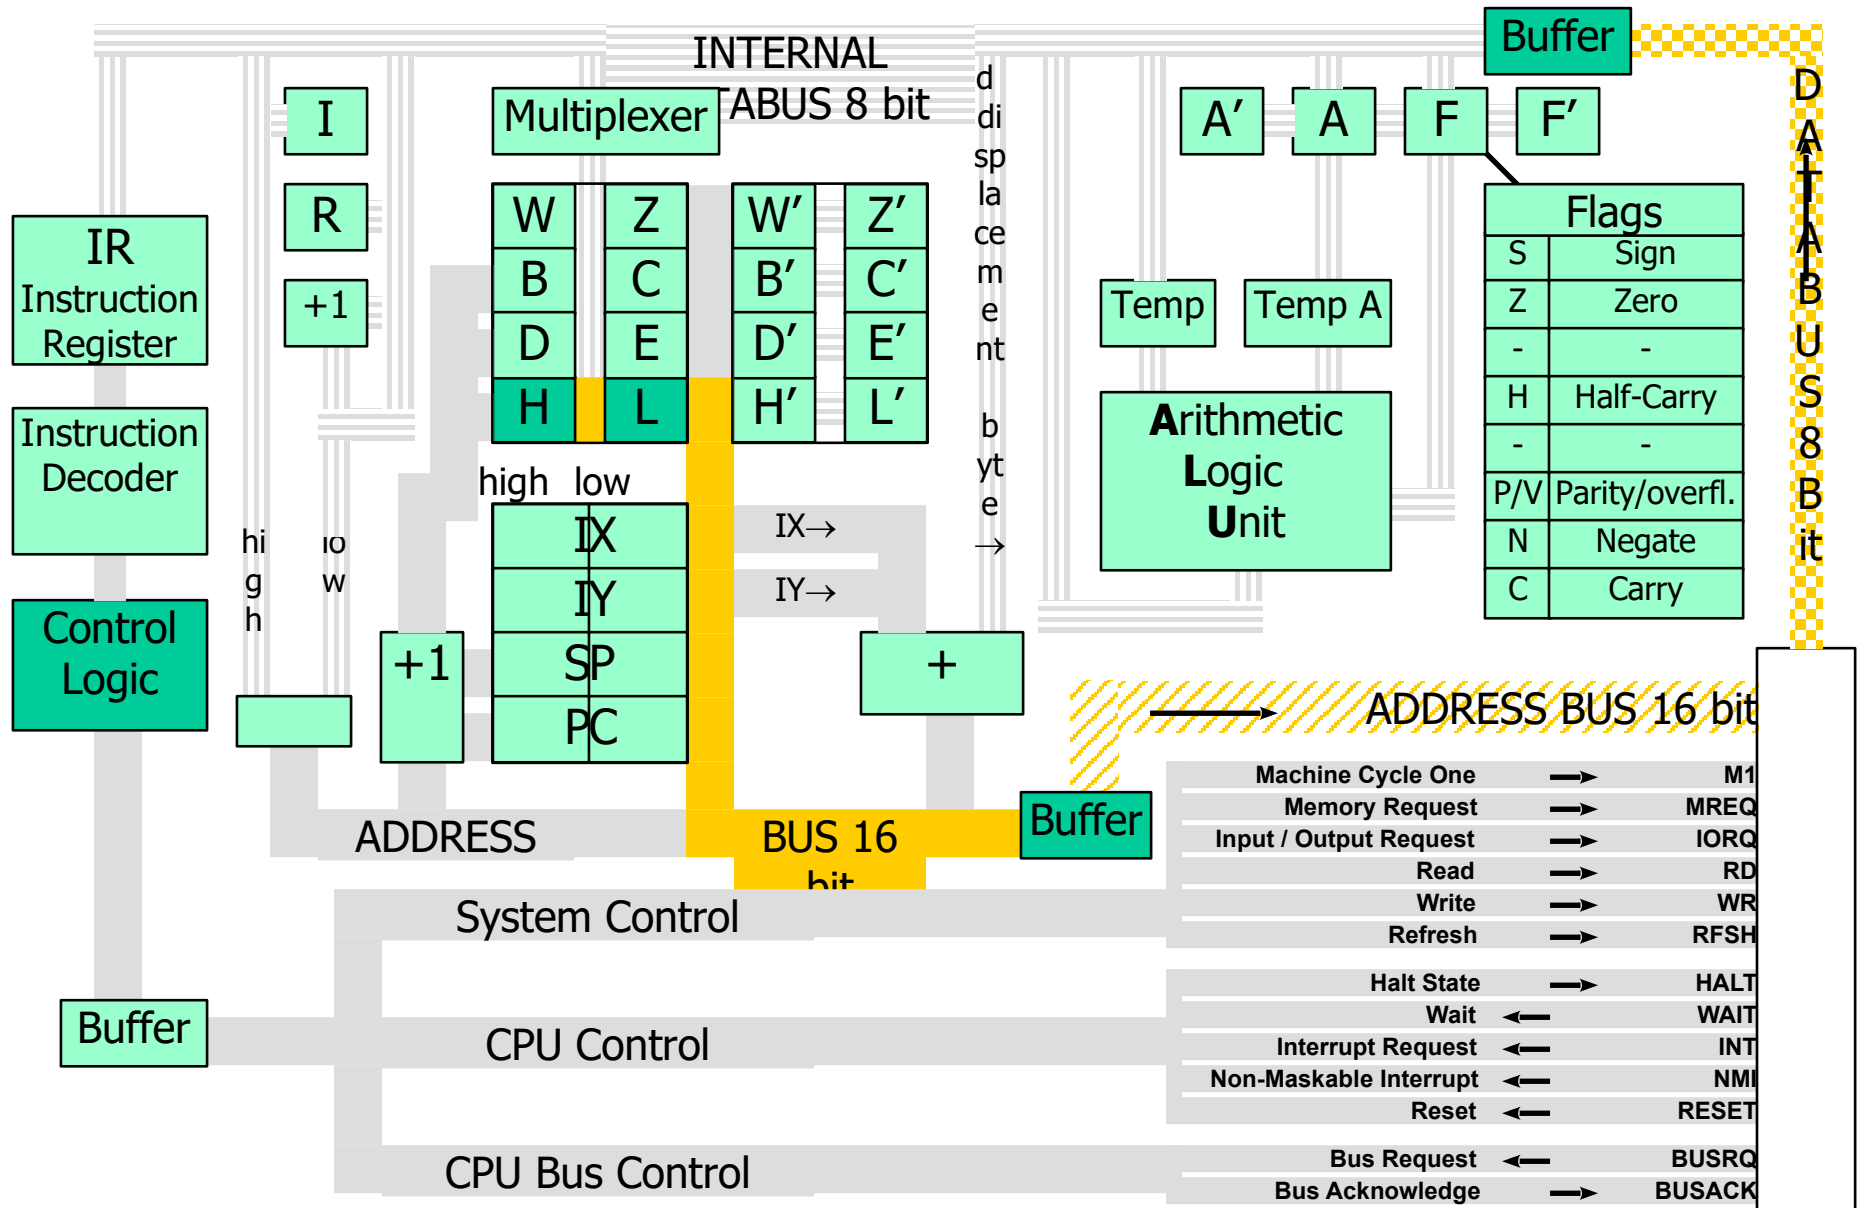 Buffer
INTERNAL
TABUS 8 bit
I
Multiplexer
A′
A
F
F′
R
W
Z
W′
Z′
Flags
IR
Instruction
Register
B
C
B′
C′
S
Sign
+1
Temp
Temp A
Z
Zero
D
E
D′
E′
-
-
Instruction
Decoder
H
L
H′
L′
Arithmetic
Logic
Unit
H
Half-Carry
-
-
high low
P/V
Parity/overfl.
IX
IX→
N
Negate
IY
IY→
C
Carry
d
di
sp
la
ce
m
e
nt
b
yt
e
→
D
A
T
A
B
U
S
8
B
it
hi
g
h
lo
w
Control
Logic
+1
SP
PC
+
ADDRESS BUS 16 bit
Buffer
ADDRESS
BUS 16
bit
Machine Cycle One → M1
Memory Request → MREQ
Input / Output Request → IORQ
Read → RD
Write → WR
Refresh → RFSH
System Control
Halt State → HALT
Wait ← WAIT
Interrupt Request ← INT
Non-Maskable Interrupt ← NMI
Reset ← RESET
Buffer
CPU Control
Bus Request ← BUSRQ
Bus Acknowledge → BUSACK
CPU Bus Control